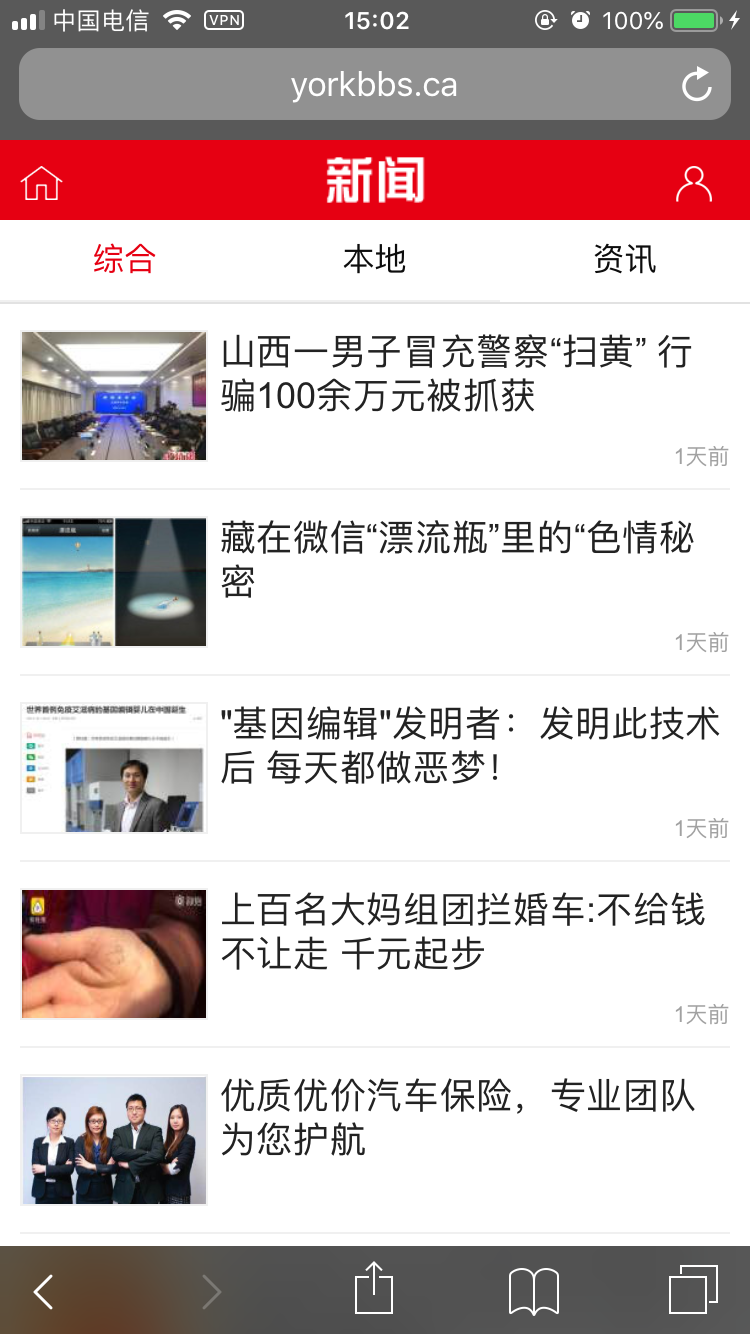 中国电信 VPN 15:02 100%
yorkbbs.ca
新闻
综合 本地 资讯
山西一男子冒充警察“扫黄” 行
骗100余万元被抓获
1天前
藏在微信“漂流瓶”里的“色情秘
密
1天前
世界首例免疫艾滋病的基因编辑婴儿在中国诞生
"基因编辑"发明者：发明此技术
后 每天都做恶梦！
1天前
上百名大妈组团拦婚车:不给钱
不让走 千元起步
1天前
优质优价汽车保险，专业团队
为您护航